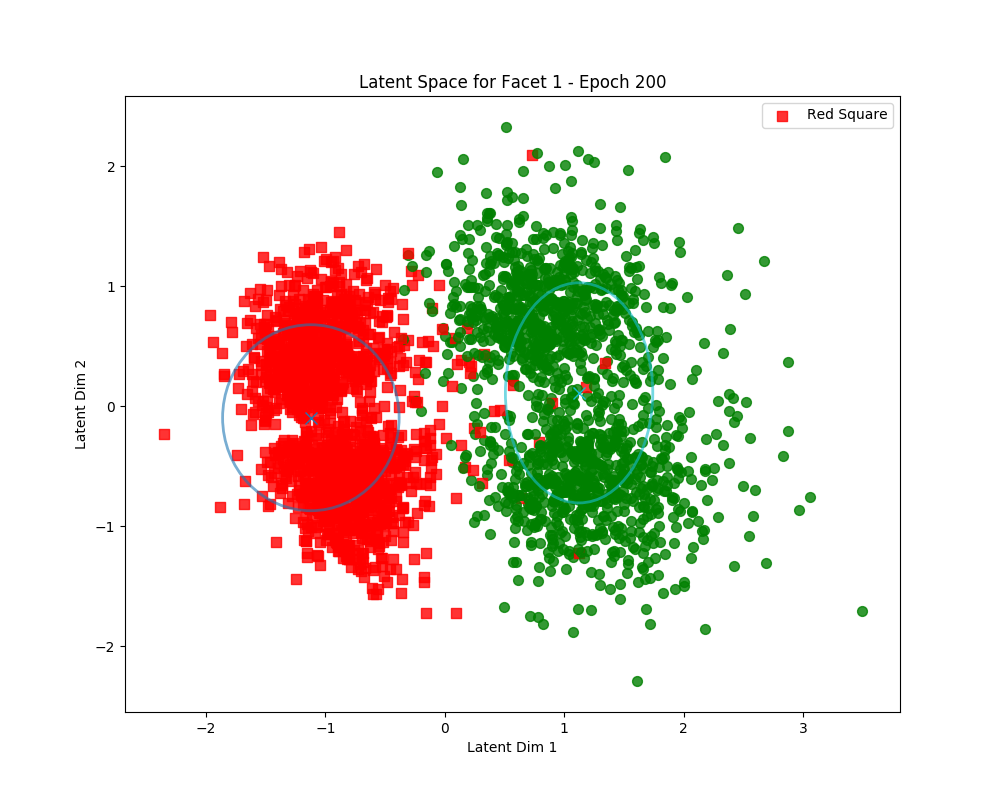 Latent Space for Facet 1 - Epoch 200
Red Square
2
1
0
−1
−2
Latent Dim 2
−2
−1
0
1
2
3
Latent Dim 1